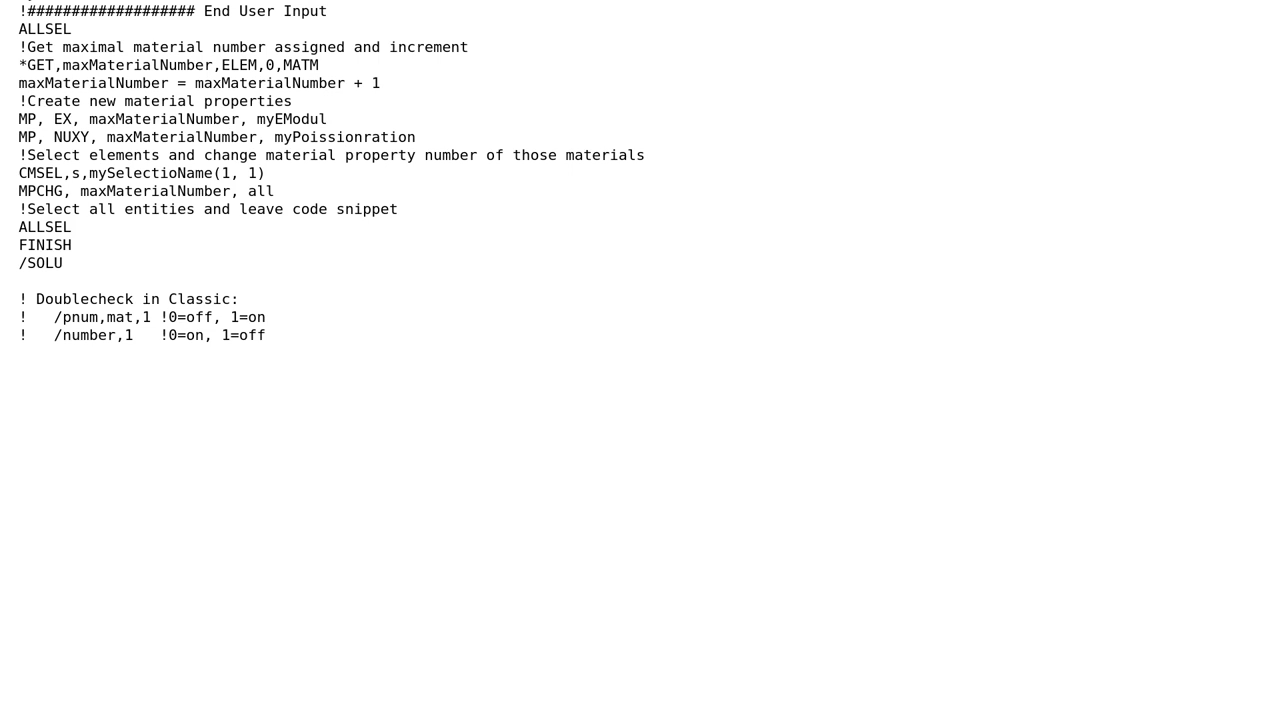 !################### End User Input
ALLSEL
!Get maximal material number assigned and increment
*GET,maxMaterialNumber,ELEM,0,MATM
maxMaterialNumber = maxMaterialNumber + 1
!Create new material properties
MP, EX, maxMaterialNumber, myEModul
MP, NUXY, maxMaterialNumber, myPoissionration
!Select elements and change material property number of those materials
CMSEL,s,mySelectioName(1, 1)
MPCHG, maxMaterialNumber, all
!Select all entities and leave code snippet
ALLSEL
FINISH
/SOLU

! Doublecheck in Classic:
!   /pnum,mat,1 !0=off, 1=on
!   /number,1   !0=on, 1=off